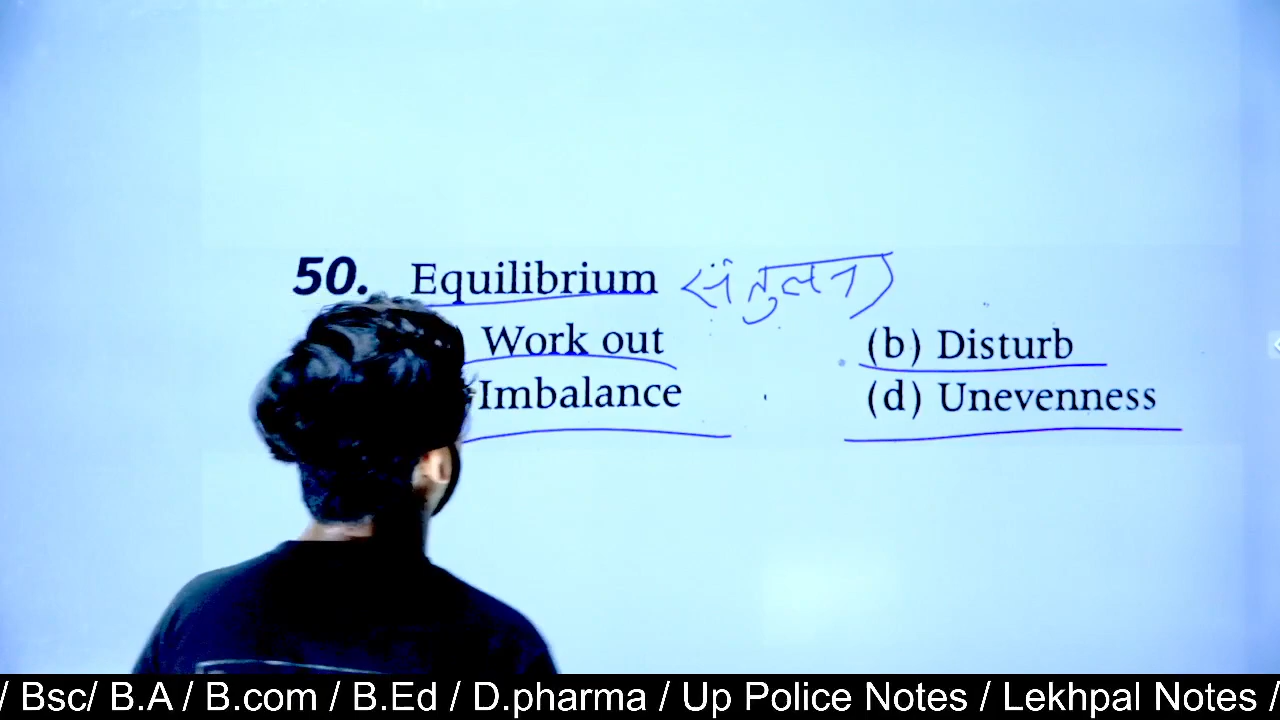 50. Equilibrium (संतुलन)
Work out (b) Disturb
Imbalance (d) Unevenness
/ Bsc/ B.A / B.com / B.Ed / D.pharma / Up Police Notes / Lekhpal Notes /